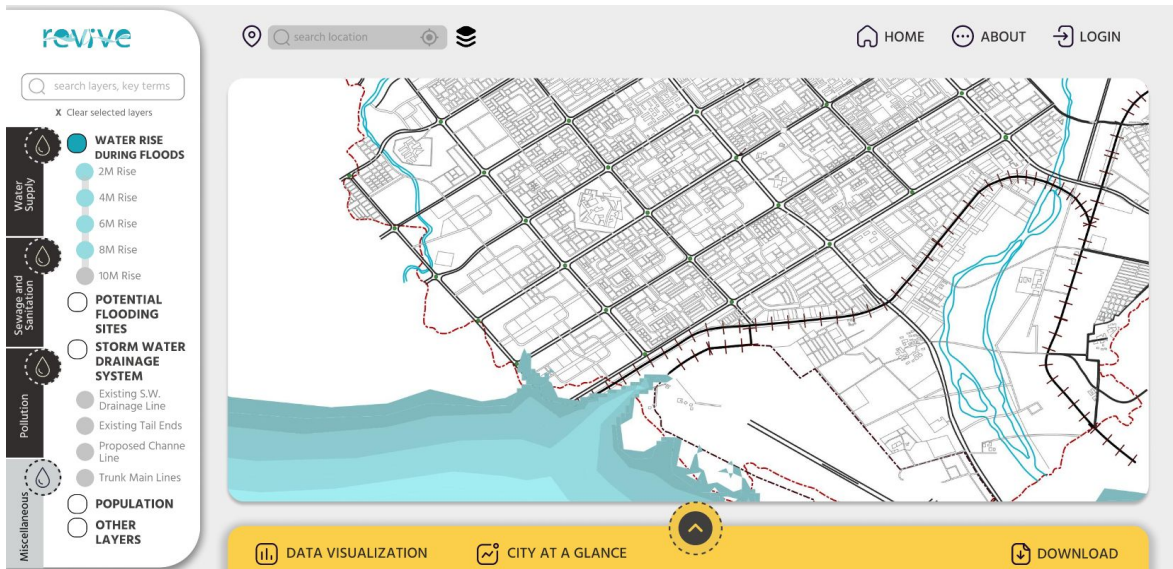 revive
search location
HOME
ABOUT
LOGIN
search layers, key terms
X Clear selected layers
Water
Supply
Sewage and
Sanitation
Pollution
Miscellaneous
WATER RISE
DURING FLOODS
2M Rise
4M Rise
6M Rise
8M Rise
10M Rise
POTENTIAL
FLOODING
SITES
STORM WATER
DRAINAGE
SYSTEM
Existing S.W.
Drainage Line
Existing Tail Ends
Proposed Channe
Line
Trunk Main Lines
POPULATION
OTHER
LAYERS
DATA VISUALIZATION
CITY AT A GLANCE
DOWNLOAD